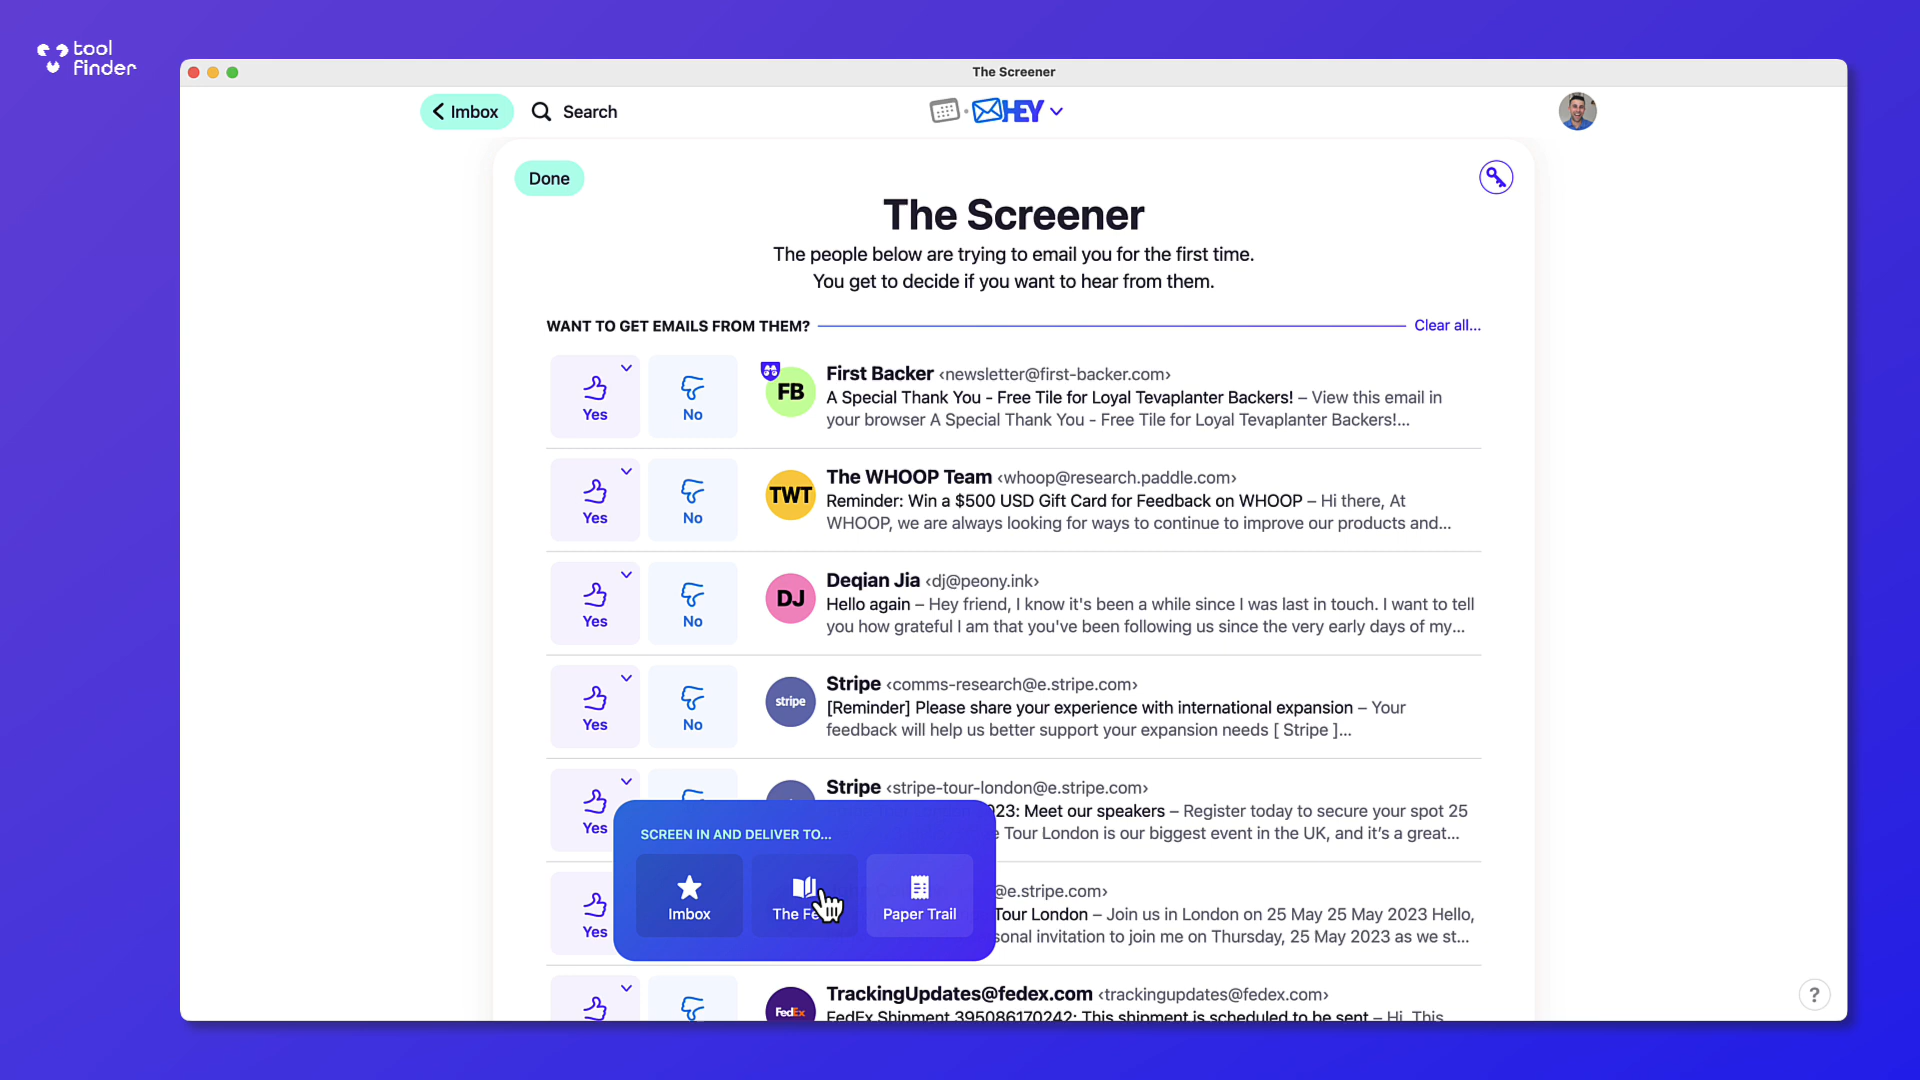 tool
finder
The Screener
Imbox
Search
HEY
Done
The Screener
The people below are trying to email you for the first time.
You get to decide if you want to hear from them.
WANT TO GET EMAILS FROM THEM?
Clear all...
Yes
No
FB
First Backer <newsletter@first-backer.com>
A Special Thank You - Free Tile for Loyal Tevaplanter Backers! – View this email in
your browser A Special Thank You - Free Tile for Loyal Tevaplanter Backers!...
Yes
No
TWT
The WHOOP Team <whoop@research.paddle.com>
Reminder: Win a $500 USD Gift Card for Feedback on WHOOP – Hi there, At
WHOOP, we are always looking for ways to continue to improve our products and...
Yes
No
DJ
Deqian Jia <dj@peony.ink>
Hello again – Hey friend, I know it's been a while since I was last in touch. I want to tell
you how grateful I am that you've been following us since the very early days of my...
Yes
No
stripe
Stripe <comms-research@e.stripe.com>
[Reminder] Please share your experience with international expansion – Your
feedback will help us better support your expansion needs [ Stripe ]...
Yes
Stripe <stripe-tour-london@e.stripe.com>
23: Meet our speakers – Register today to secure your spot 25
Tour London is our biggest event in the UK, and it's a great...
SCREEN IN AND DELIVER TO...
Imbox
The Fe
Paper Trail
Yes
@e.stripe.com>
Tour London – Join us in London on 25 May 25 May 2023 Hello,
sonal invitation to join me on Thursday, 25 May 2023 as we st...
FedEx
TrackingUpdates@fedex.com <trackingupdates@fedex.com>
FedEx Shipment 395086170242: This shipment is scheduled to be sent – Hi. This
?